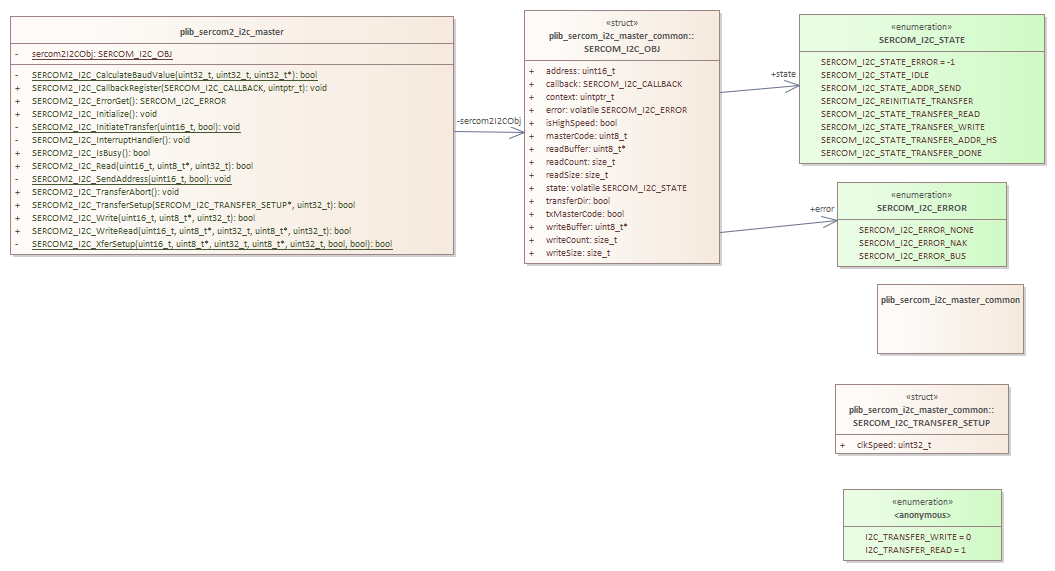 plib_sercom2_i2c_master
- sercom2I2CObj: SERCOM_I2C_OBJ
- SERCOM2_I2C_CalculateBaudValue(uint32_t, uint32_t, uint32_t*): bool
+ SERCOM2_I2C_CallbackRegister(SERCOM_I2C_CALLBACK, uintptr_t): void
+ SERCOM2_I2C_ErrorGet(): SERCOM_I2C_ERROR
+ SERCOM2_I2C_Initialize(): void
- SERCOM2_I2C_InitiateTransfer(uint16_t, bool): void
- SERCOM2_I2C_InterruptHandler(): void
+ SERCOM2_I2C_IsBusy(): bool
+ SERCOM2_I2C_Read(uint16_t, uint8_t*, uint32_t): bool
- SERCOM2_I2C_SendAddress(uint16_t, bool): void
+ SERCOM2_I2C_TransferAbort(): void
+ SERCOM2_I2C_TransferSetup(SERCOM_I2C_TRANSFER_SETUP*, uint32_t): bool
+ SERCOM2_I2C_Write(uint16_t, uint8_t*, uint32_t): bool
+ SERCOM2_I2C_WriteRead(uint16_t, uint8_t*, uint32_t, uint8_t*, uint32_t): bool
- SERCOM2_I2C_XferSetup(uint16_t, uint8_t*, uint32_t, uint8_t*, uint32_t, bool, bool): bool
-sercom2I2CObj
«struct»
plib_sercom_i2c_master_common::
SERCOM_I2C_OBJ
+ address: uint16_t
+ callback: SERCOM_I2C_CALLBACK
+ context: uintptr_t
+ error: volatile SERCOM_I2C_ERROR
+ isHighSpeed: bool
+ masterCode: uint8_t
+ readBuffer: uint8_t*
+ readCount: size_t
+ readSize: size_t
+ state: volatile SERCOM_I2C_STATE
+ transferDir: bool
+ txMasterCode: bool
+ writeBuffer: uint8_t*
+ writeCount: size_t
+ writeSize: size_t
+state
«enumeration»
SERCOM_I2C_STATE
SERCOM_I2C_STATE_ERROR = -1
SERCOM_I2C_STATE_IDLE
SERCOM_I2C_STATE_ADDR_SEND
SERCOM_I2C_REINITIATE_TRANSFER
SERCOM_I2C_STATE_TRANSFER_READ
SERCOM_I2C_STATE_TRANSFER_WRITE
SERCOM_I2C_STATE_TRANSFER_ADDR_HS
SERCOM_I2C_STATE_TRANSFER_DONE
+error
«enumeration»
SERCOM_I2C_ERROR
SERCOM_I2C_ERROR_NONE
SERCOM_I2C_ERROR_NAK
SERCOM_I2C_ERROR_BUS
plib_sercom_i2c_master_common
«struct»
plib_sercom_i2c_master_common::
SERCOM_I2C_TRANSFER_SETUP
+ clkSpeed: uint32_t
«enumeration»
<anonymous>
I2C_TRANSFER_WRITE = 0
I2C_TRANSFER_READ = 1